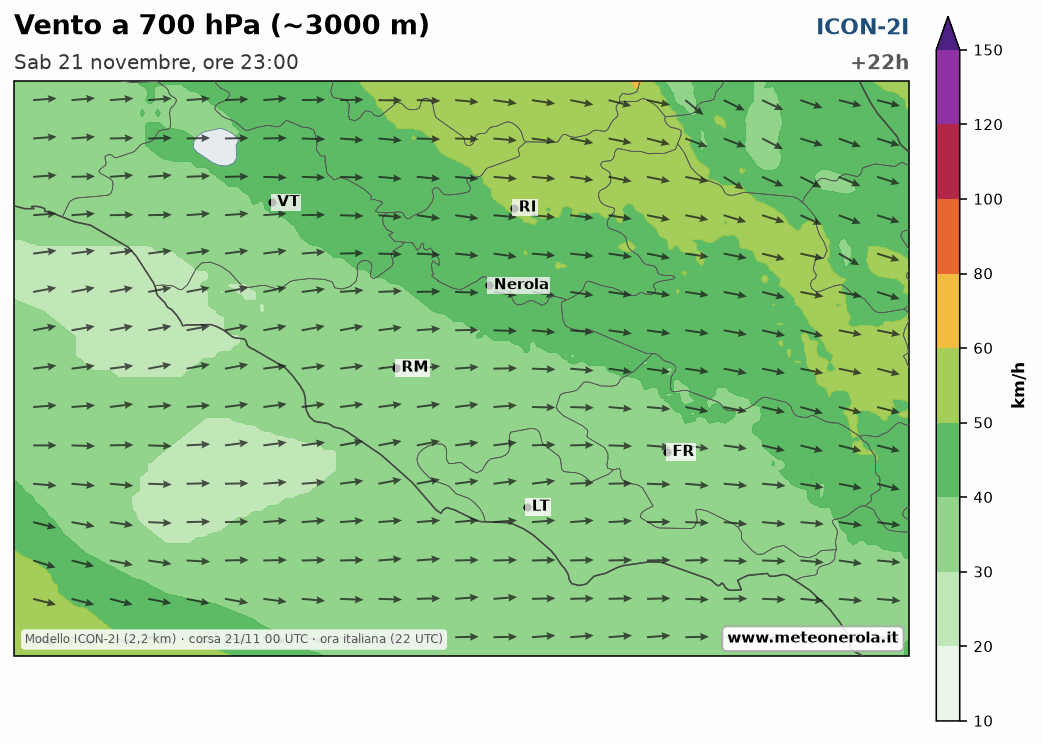 Vento a 700 hPa (~3000 m)
ICON-2I
Sab 21 novembre, ore 23:00
+22h
150
120
100
80
60
50
40
30
20
10
km/h
VT
RI
Nerola
RM
FR
LT
Modello ICON-2I (2,2 km) · corsa 21/11 00 UTC · ora italiana (22 UTC)
www.meteonerola.it